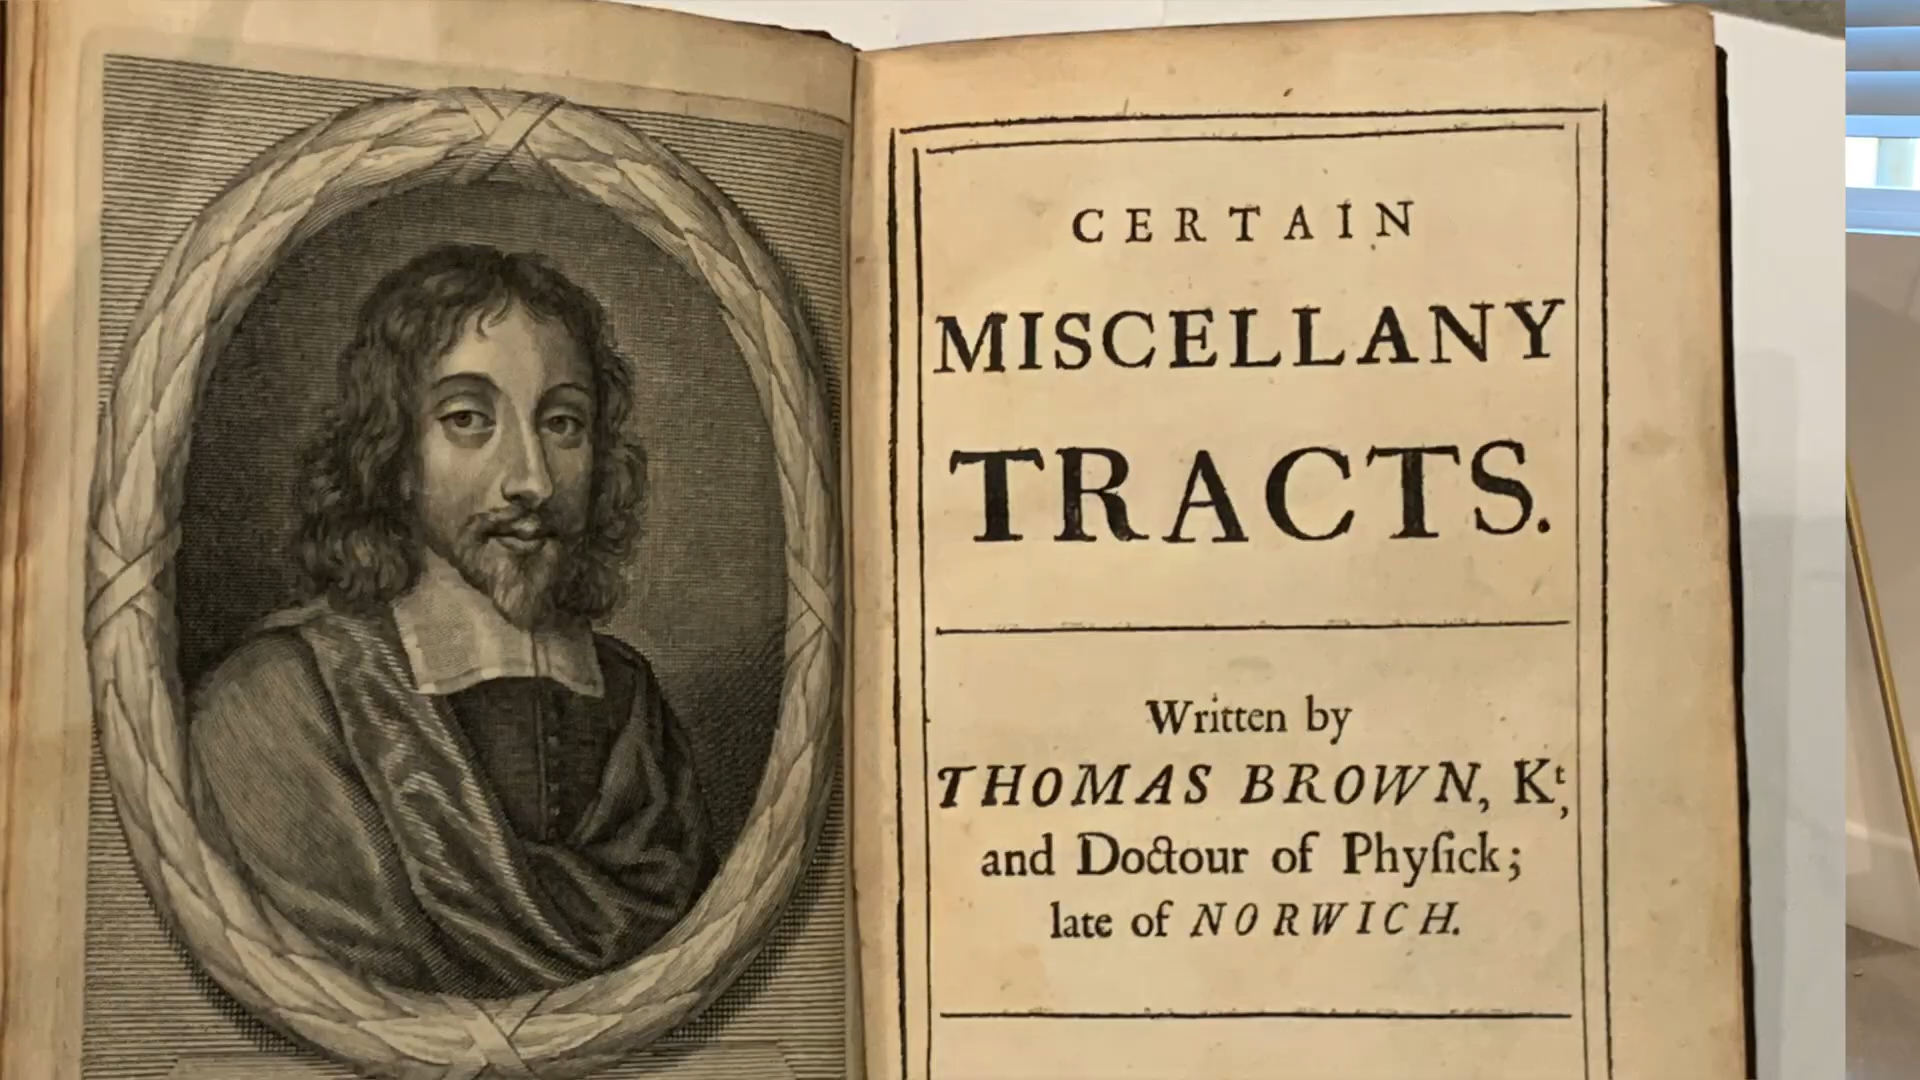 CERTAIN
MISCELLANY
TRACTS.
Written by
THOMAS BROWN, Kt,
and Doctour of Phyſick;
late of NORWICH.